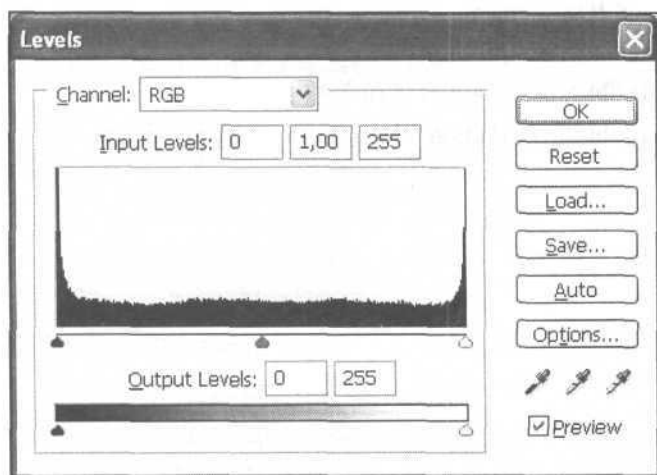 Levels
Channel: RGB
Input Levels: 0 1,00 255
Output Levels: 0 255
OK
Reset
Load...
Save...
Auto
Options...
Preview